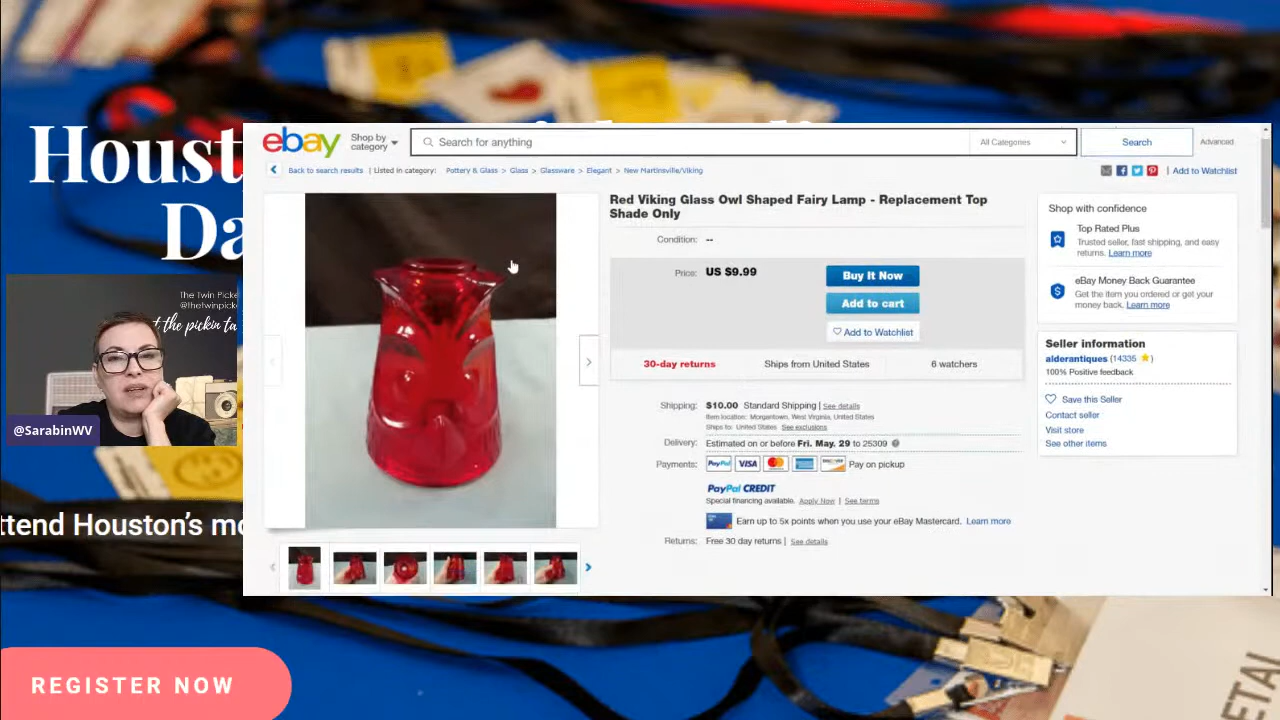 Houst
Da
ebay
Shop by
category
Search for anything
All Categories
Search
Advanced
Back to search results | Listed in category: Pottery & Glass > Glass > Glassware > Elegant > New Martinsville/Viking
| Add to Watchlist
Red Viking Glass Owl Shaped Fairy Lamp - Replacement Top
Shade Only
Condition: --
Price: US $9.99
Buy It Now
Add to cart
Add to Watchlist
30-day returns
Ships from United States
6 watchers
Shipping: $10.00 Standard Shipping | See details
Item location: Morgantown, West Virginia, United States
Ships to: United States See exclusions
Delivery: Estimated on or before Fri. May. 29 to 25309
Payments: PayPal VISA Pay on pickup
PayPal CREDIT
Special financing available. Apply Now | See terms
Earn up to 5x points when you use your eBay Mastercard. Learn more
Returns: Free 30 day returns | See details
Shop with confidence
Top Rated Plus
Trusted seller, fast shipping, and easy
returns. Learn more
eBay Money Back Guarantee
Get the item you ordered or get your
money back. Learn more
Seller information
alderantiques (14335 )
100% Positive feedback
Save this Seller
Contact seller
Visit store
See other items
The Twin Picke
@thetwinpicke
t the pickin ta
@SarabinWV
ttend Houston's mo
REGISTER NOW
ETAI